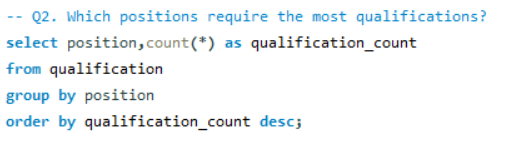 -- Q2. Which positions require the most qualifications?
select position,count(*) as qualification_count
from qualification
group by position
order by qualification_count desc;